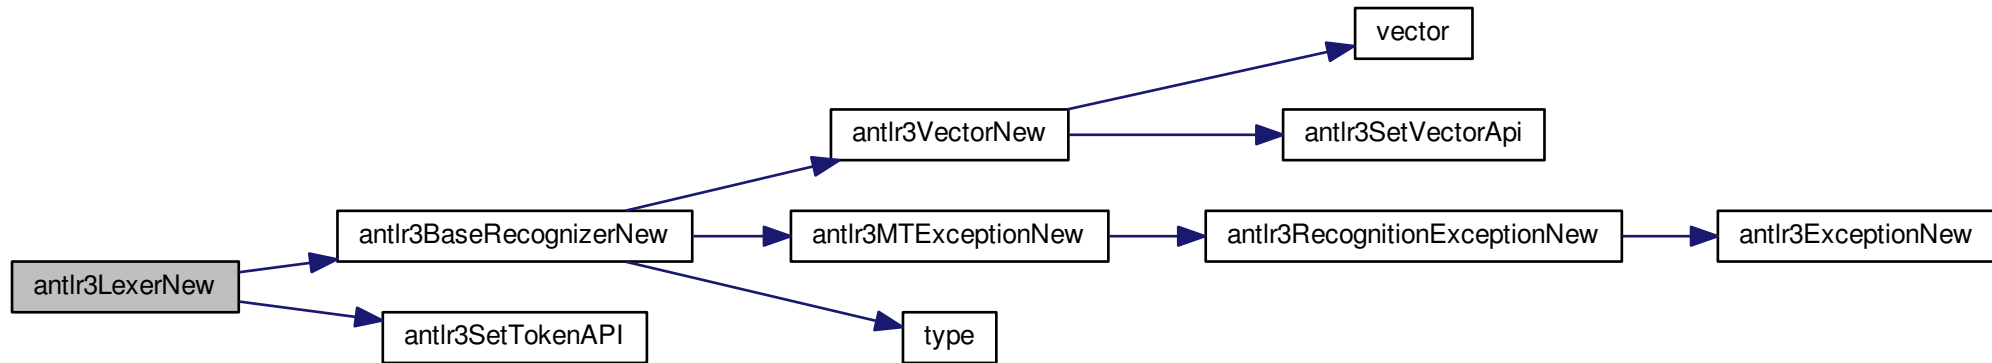 vector
antlr3VectorNew
antlr3SetVectorApi
antlr3BaseRecognizerNew
antlr3MTExceptionNew
antlr3RecognitionExceptionNew
antlr3ExceptionNew
antlr3LexerNew
antlr3SetTokenAPI
type